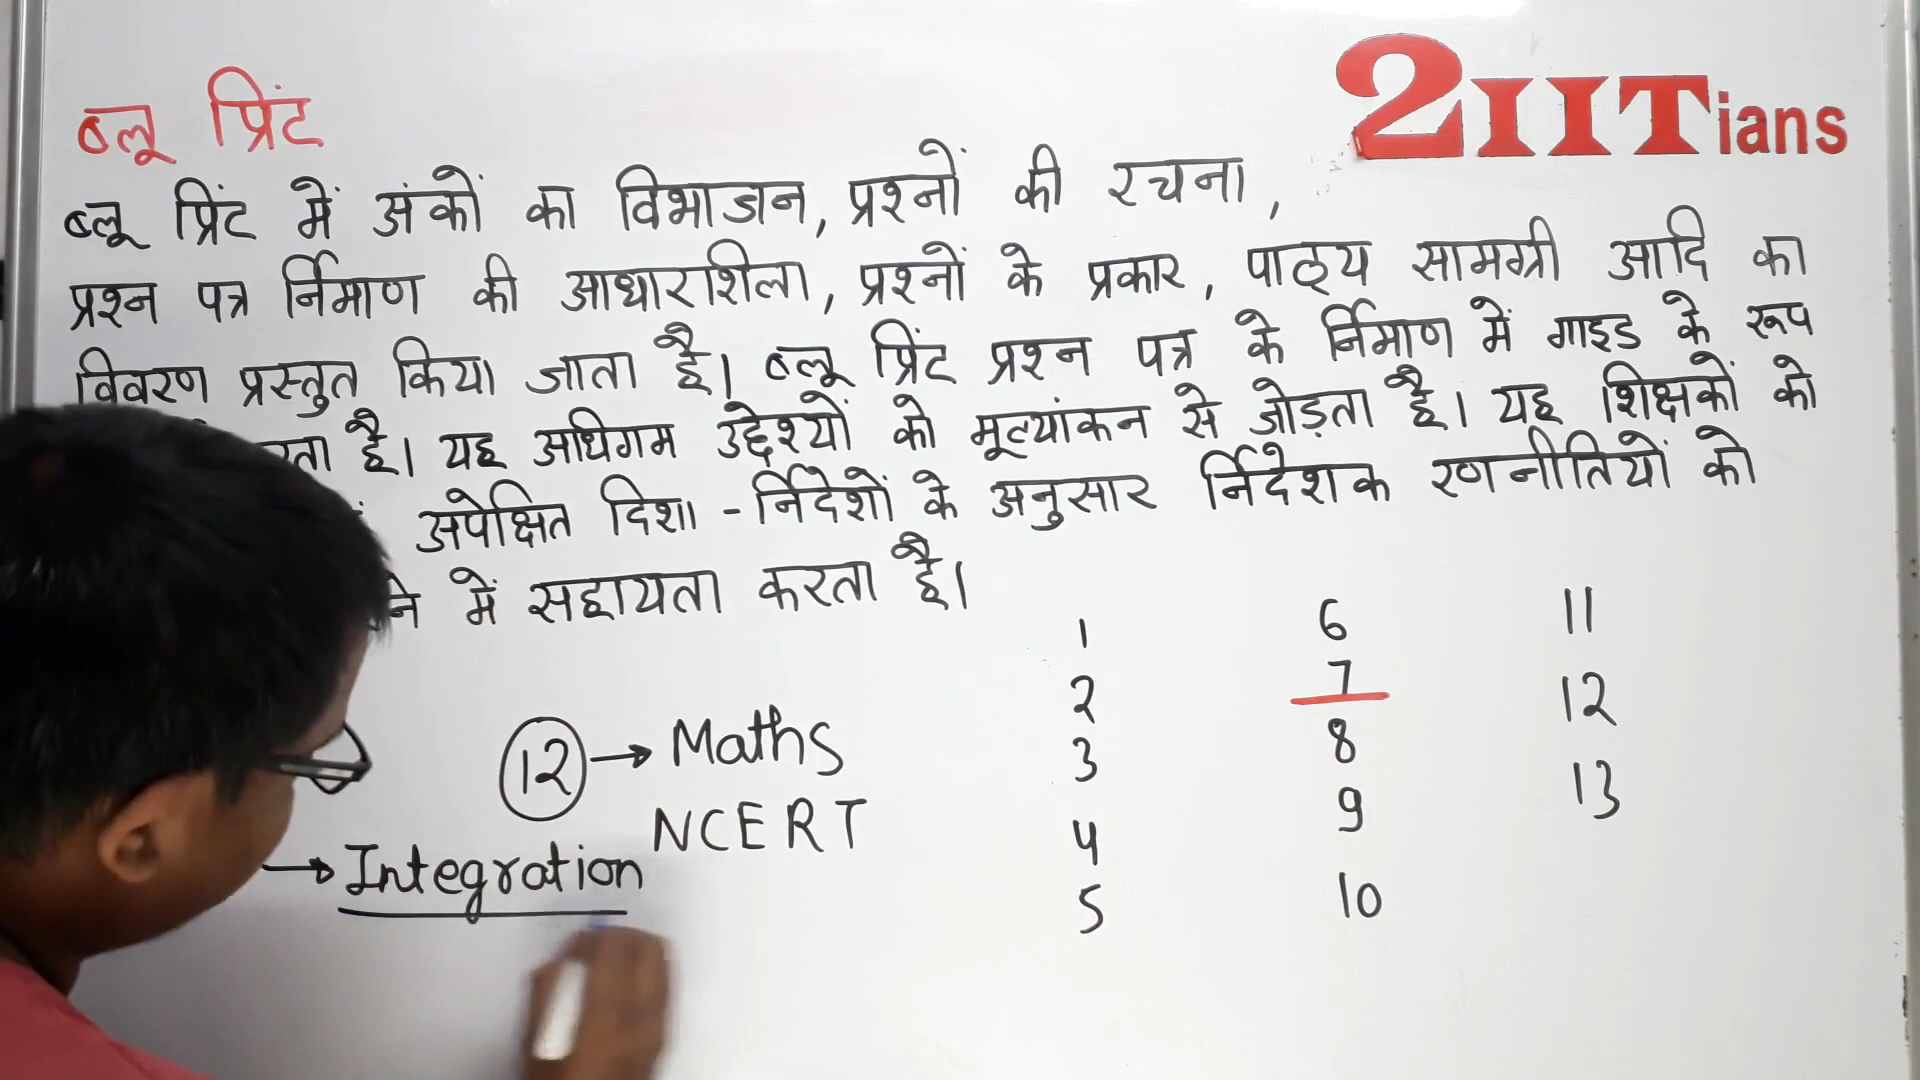 ब्लू प्रिंट
2IITians
ब्लू प्रिंट में अंकों का विभाजन, प्रश्नों की रचना,
प्रश्न पत्र र्निमाण की आधारशिला, प्रश्नों के प्रकार, पाठ्य सामग्री आदि का
विवरण प्रस्तुत किया जाता है। ब्लू प्रिंट प्रश्न पत्र के र्निमाण में गाइड के रूप
है। यह अधिगम उद्देश्यों को मूल्यांकन से जोड़ता है। यह शिक्षकों को
अपेक्षित दिशा - र्निदेशों के अनुसार र्निदेशक रणनीतियों को
में सहायता करता है।
1 6 11
2 7 12
3 8 13
4 9
5 10
12 → Maths
NCERT
→ Integration